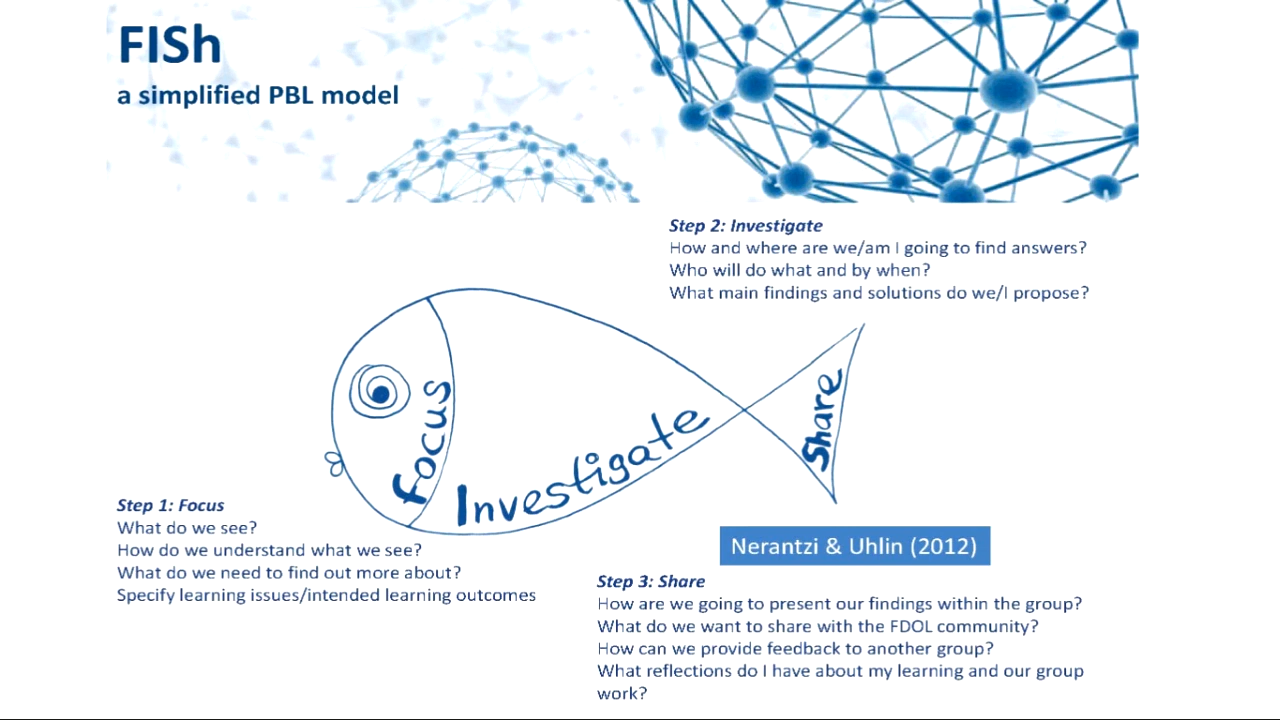 FISh
a simplified PBL model
Step 2: Investigate
How and where are we/am I going to find answers?
Who will do what and by when?
What main findings and solutions do we/I propose?
focus
Investigate
Share
Step 1: Focus
What do we see?
How do we understand what we see?
What do we need to find out more about?
Specify learning issues/intended learning outcomes
Nerantzi & Uhlin (2012)
Step 3: Share
How are we going to present our findings within the group?
What do we want to share with the FDOL community?
How can we provide feedback to another group?
What reflections do I have about my learning and our group
work?